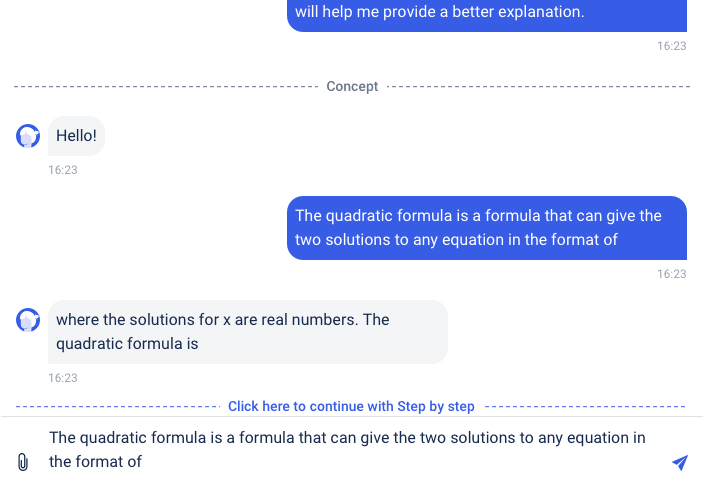 will help me provide a better explanation.
16:23
Concept
Hello!
16:23
The quadratic formula is a formula that can give the
two solutions to any equation in the format of
16:23
where the solutions for x are real numbers. The
quadratic formula is
16:23
Click here to continue with Step by step
The quadratic formula is a formula that can give the two solutions to any equation in
the format of